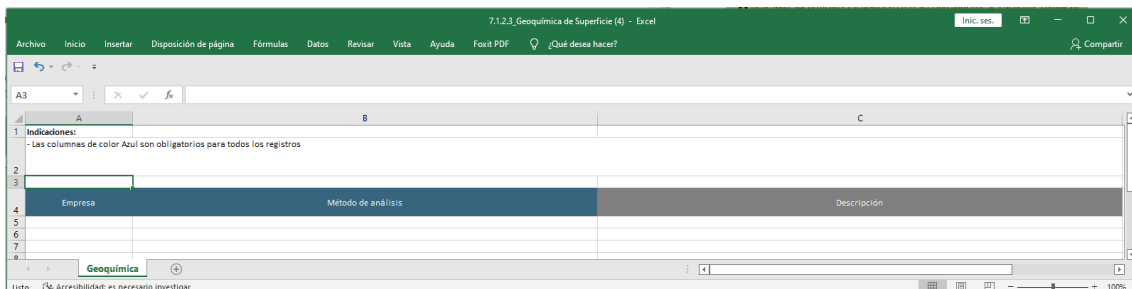 7.1.2.3_Geoquímica de Superficie (4) - Excel
Inic. ses.
Archivo Inicio Insertar Disposición de página Fórmulas Datos Revisar Vista Ayuda Foxit PDF ¿Qué desea hacer? Compartir
A3 fx
A B C
1 Indicaciones:
- Las columnas de color Azul son obligatorios para todos los registros
2
3
4 Empresa Método de análisis Descripción
5
6
7
8
Geoquímica
Listo Accesibilidad: es necesario investigar 100%